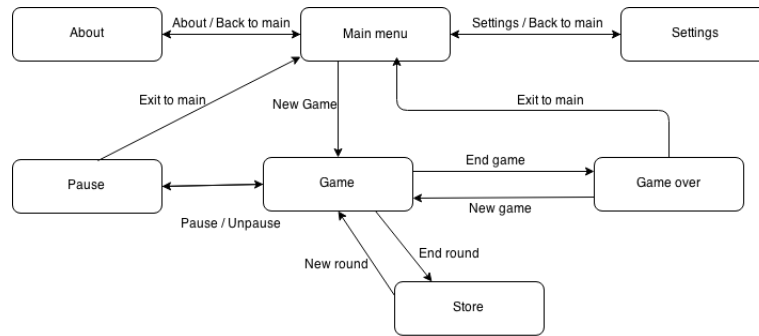 About
About / Back to main
Main menu
Settings / Back to main
Settings
Exit to main
New Game
Exit to main
Pause
Game
End game
Game over
New game
Pause / Unpause
New round
End round
Store